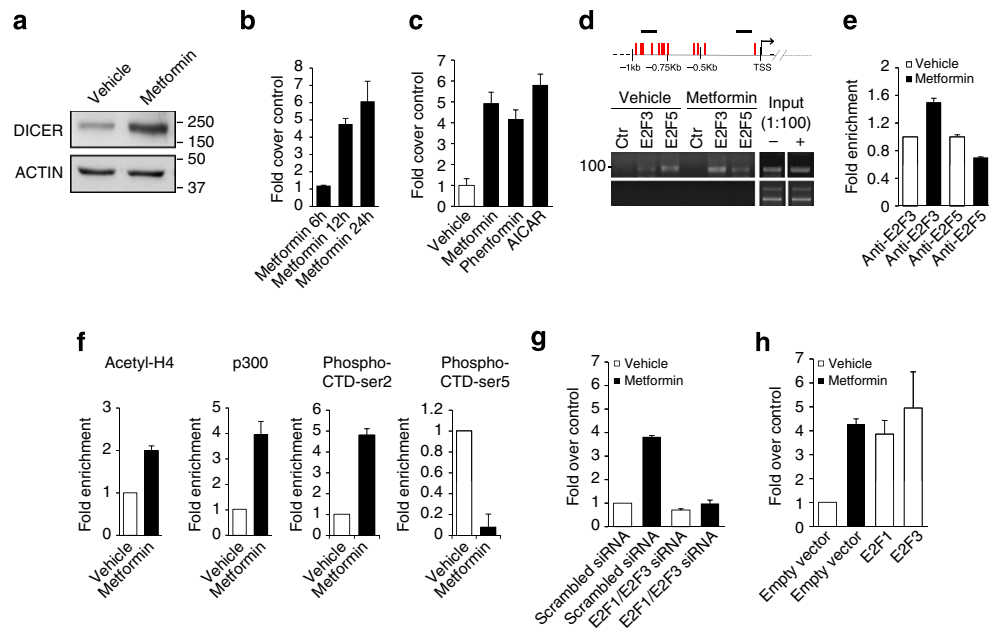 a
Vehicle
Metformin
DICER
ACTIN
250
150
50
37
b
Fold cover control
8
7
6
5
4
3
2
1
0
Metformin 6h
Metformin 12h
Metformin 24h
c
Fold cover control
7
6
5
4
3
2
1
0
Vehicle
Metformin
Phenformin
AICAR
d
−1kb
−0.75Kb
−0.5Kb
TSS
Vehicle Metformin Input
(1:100)
Ctr E2F3 E2F5 Ctr E2F3 E2F5 − +
100
e
Vehicle
Metformin
Fold enrichment
2
1.6
1.2
0.8
0.4
0
Anti-E2F3
Anti-E2F3
Anti-E2F5
Anti-E2F5
f
Acetyl-H4
Fold enrichment
3
2
1
0
Vehicle
Metformin
p300
Fold enrichment
5
4
3
2
1
0
Vehicle
Metformin
Phospho-
CTD-ser2
Fold enrichment
6
5
4
3
2
1
0
Vehicle
Metformin
Phospho-
CTD-ser5
Fold enrichment
1.2
1
0.8
0.6
0.4
0.2
0
Vehicle
Metformin
g
Vehicle
Metformin
Fold over control
7
6
5
4
3
2
1
0
Scrambled siRNA
Scrambled siRNA
E2F1/E2F3 siRNA
E2F1/E2F3 siRNA
h
Vehicle
Metformin
Fold over control
7
6
5
4
3
2
1
0
Empty vector
Empty vector
E2F1
E2F3